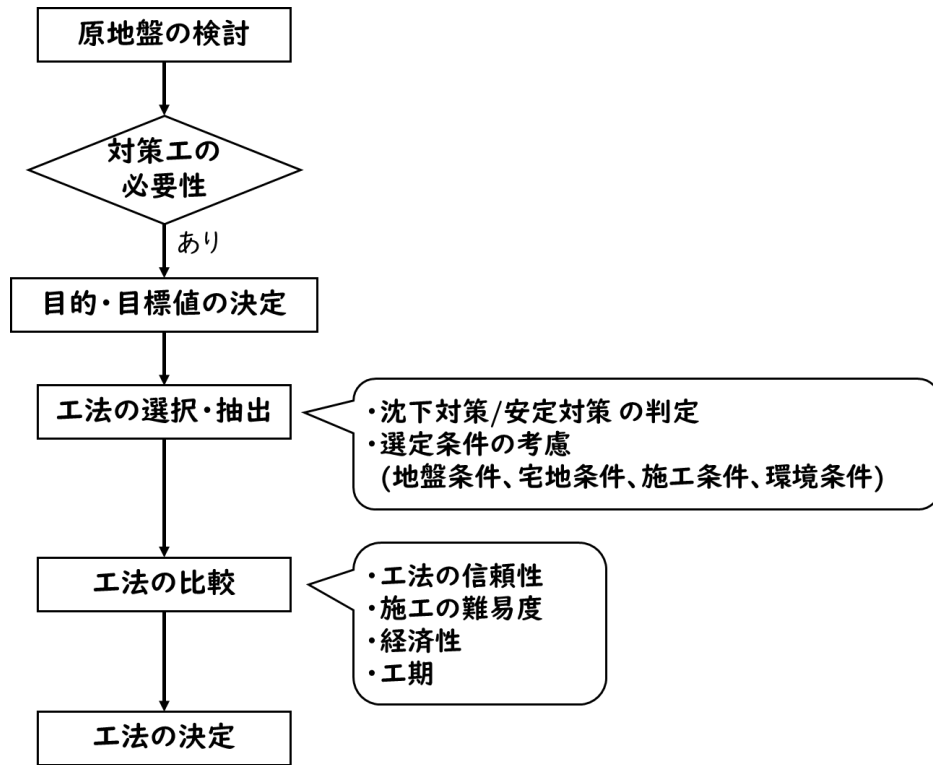 原地盤の検討
対策工の
必要性
あり
目的・目標値の決定
工法の選択・抽出
・沈下対策/安定対策 の判定
・選定条件の考慮
(地盤条件、宅地条件、施工条件、環境条件)
工法の比較
・工法の信頼性
・施工の難易度
・経済性
・工期
工法の決定